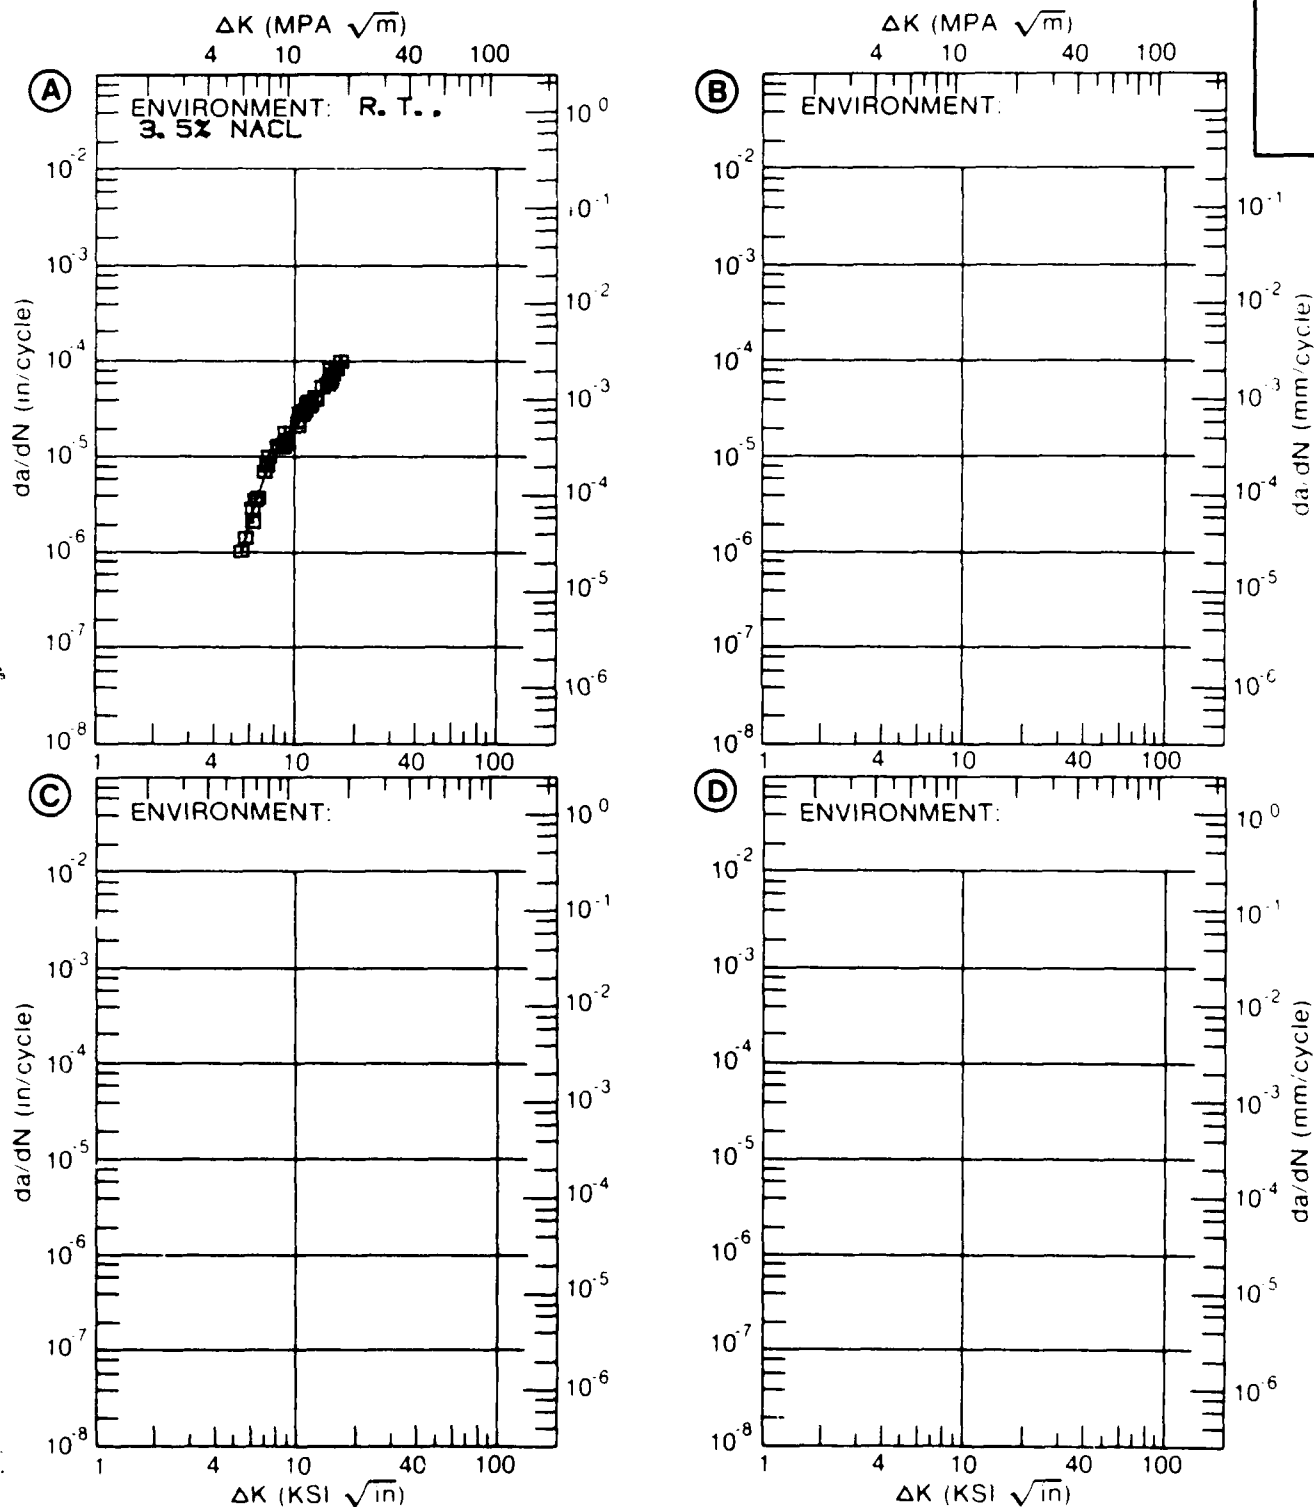 ΔK (MPA √m)
4 10 40 100
A
ENVIRONMENT: R. T. .
3. 5% NACL
10^0
10^-2
10^-1
10^-3
10^-2
10^-4
10^-3
10^-5
10^-4
10^-6
10^-5
10^-7
10^-6
10^-8
da/dN (in/cycle)
1 4 10 40 100
ΔK (MPA √m)
4 10 40 100
B
ENVIRONMENT:
10^-2
10^-1
10^-3
10^-2
10^-4
10^-3
10^-5
10^-4
10^-6
10^-5
10^-7
10^-6
10^-8
da/dN (mm/cycle)
1 4 10 40 100
C
ENVIRONMENT:
10^0
10^-2
10^-1
10^-3
10^-2
10^-4
10^-3
10^-5
10^-4
10^-6
10^-5
10^-7
10^-6
10^-8
da/dN (in/cycle)
1 4 10 40 100
ΔK (KSI √in)
D
ENVIRONMENT:
10^0
10^-2
10^-1
10^-3
10^-2
10^-4
10^-3
10^-5
10^-4
10^-6
10^-5
10^-7
10^-6
10^-8
da/dN (mm/cycle)
1 4 10 40 100
ΔK (KSI √in)